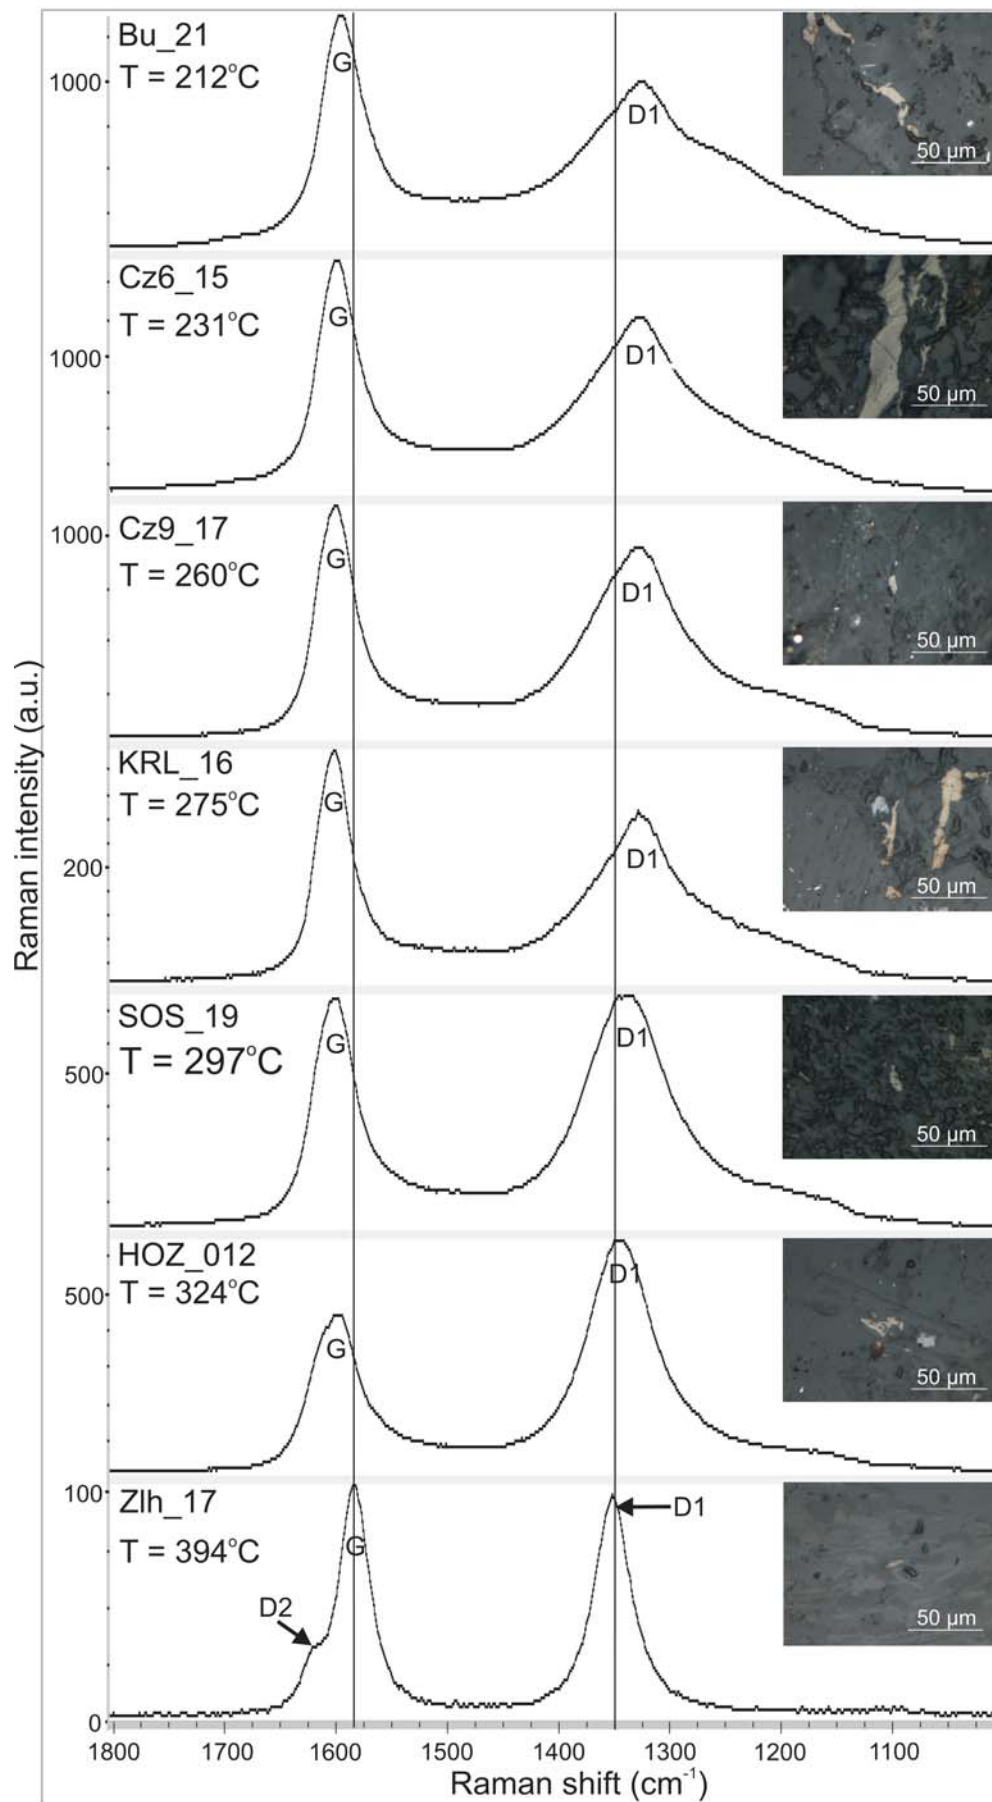 Bu_21
T = 212°C
1000
G
D1
50 µm
Cz6_15
T = 231°C
1000
G
D1
50 µm
Cz9_17
T = 260°C
1000
G
D1
50 µm
KRL_16
T = 275°C
200
G
D1
50 µm
SOS_19
T = 297°C
500
G
D1
50 µm
HOZ_012
T = 324°C
500
G
D1
50 µm
Zlh_17
T = 394°C
100
G
D1
D2
50 µm
0
Raman intensity (a.u.)
1800 1700 1600 1500 1400 1300 1200 1100
Raman shift (cm⁻¹)